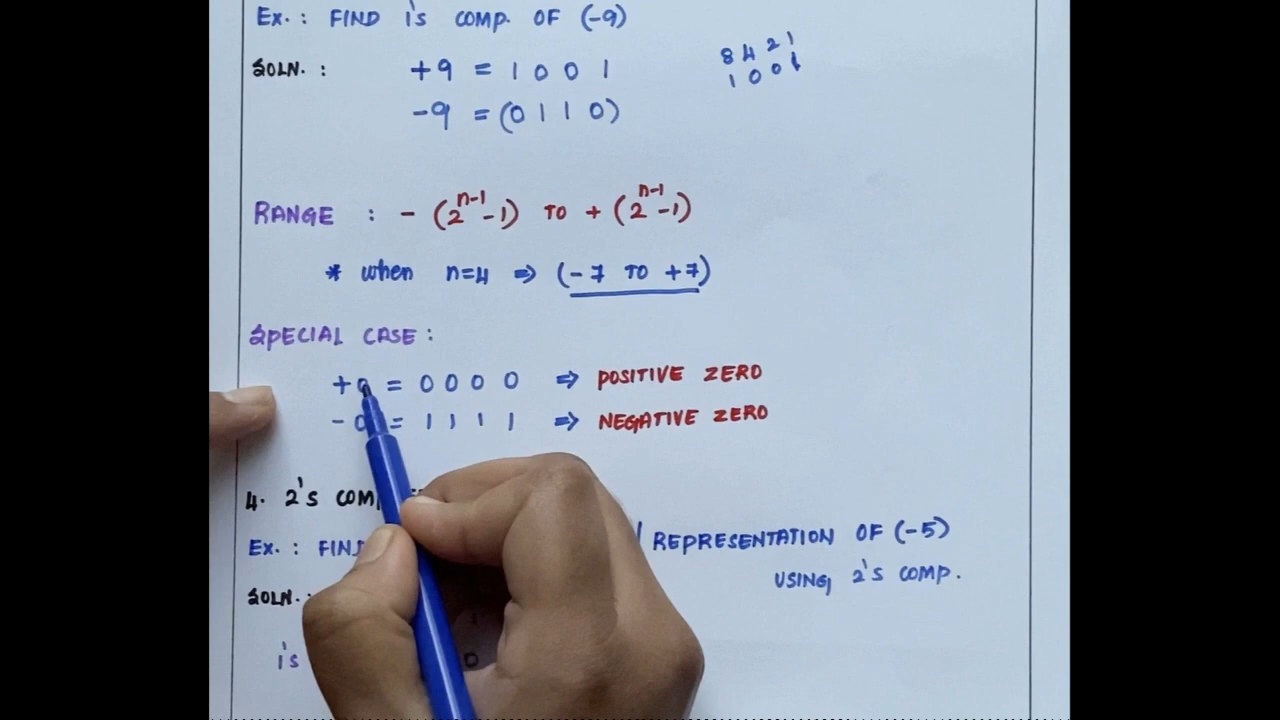 Ex. : FIND 1's COMP. OF (-9)
SOLN. : +9 = 1 0 0 1
8 4 2 1
1 0 0 1
-9 = (0 1 1 0)
RANGE : - (2^n-1 - 1) TO + (2^n-1 - 1)
* when n=4 ⇒ (-7 TO +7)
SPECIAL CASE :
+0 = 0 0 0 0 ⇒ POSITIVE ZERO
-0 = 1 1 1 1 ⇒ NEGATIVE ZERO
4. 2's
Ex. : FIND REPRESENTATION OF (-5)
USING 2's COMP.
SOLN.
1's 0